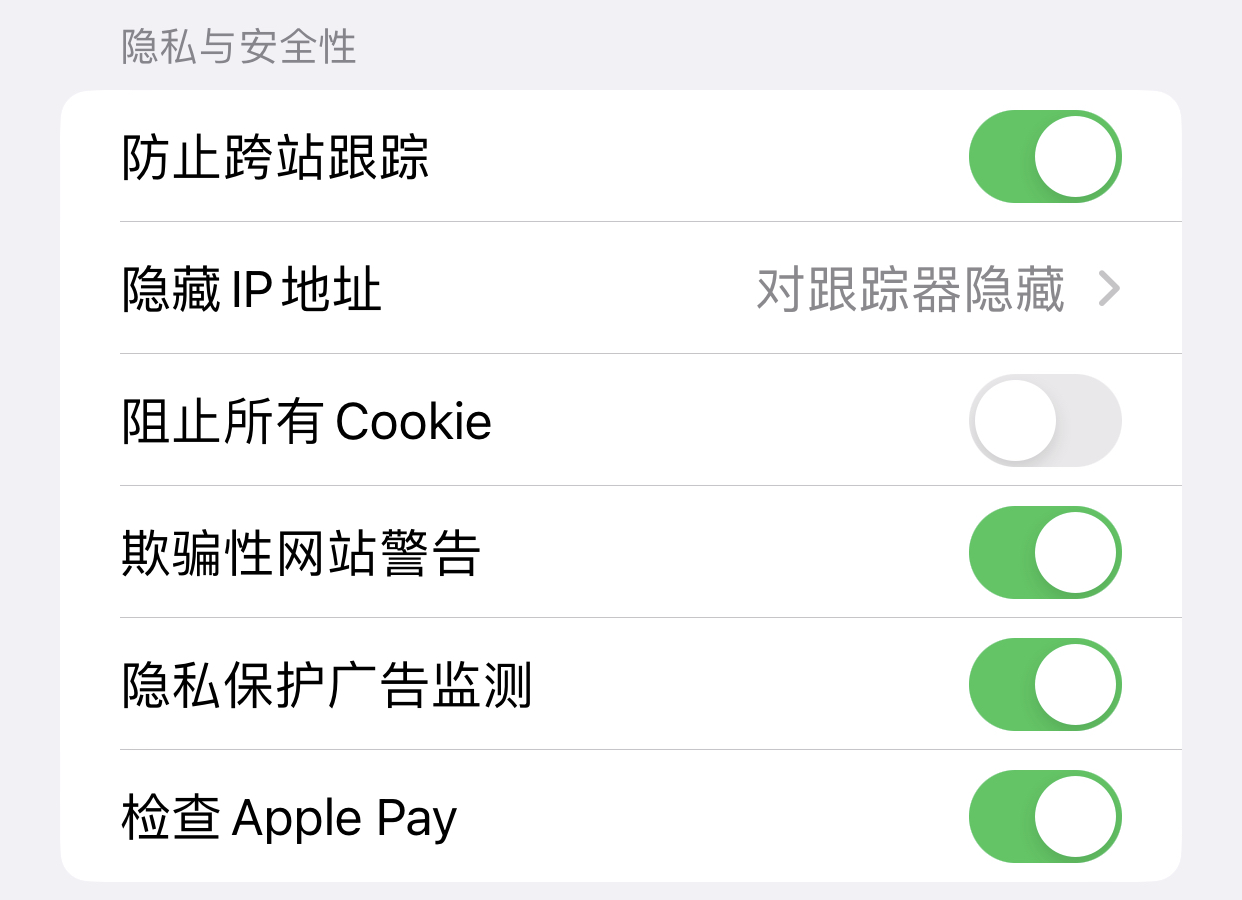 隐私与安全性
防止跨站跟踪
隐藏 IP 地址 对跟踪器隐藏
阻止所有 Cookie
欺骗性网站警告
隐私保护广告监测
检查 Apple Pay